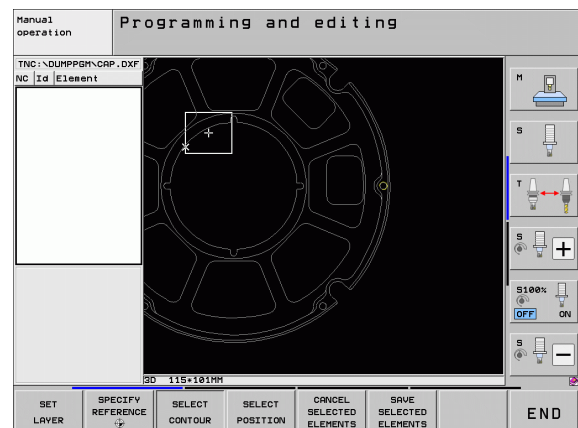 Manual
operation
Programming and editing
TNC:\DUMPPGM\CAP.DXF
NC Id Element
M
S
T
S
S100%
OFF ON
S
3D 115*101MM
SET
LAYER
SPECIFY
REFERENCE
SELECT
CONTOUR
SELECT
POSITION
CANCEL
SELECTED
ELEMENTS
SAVE
SELECTED
ELEMENTS
END